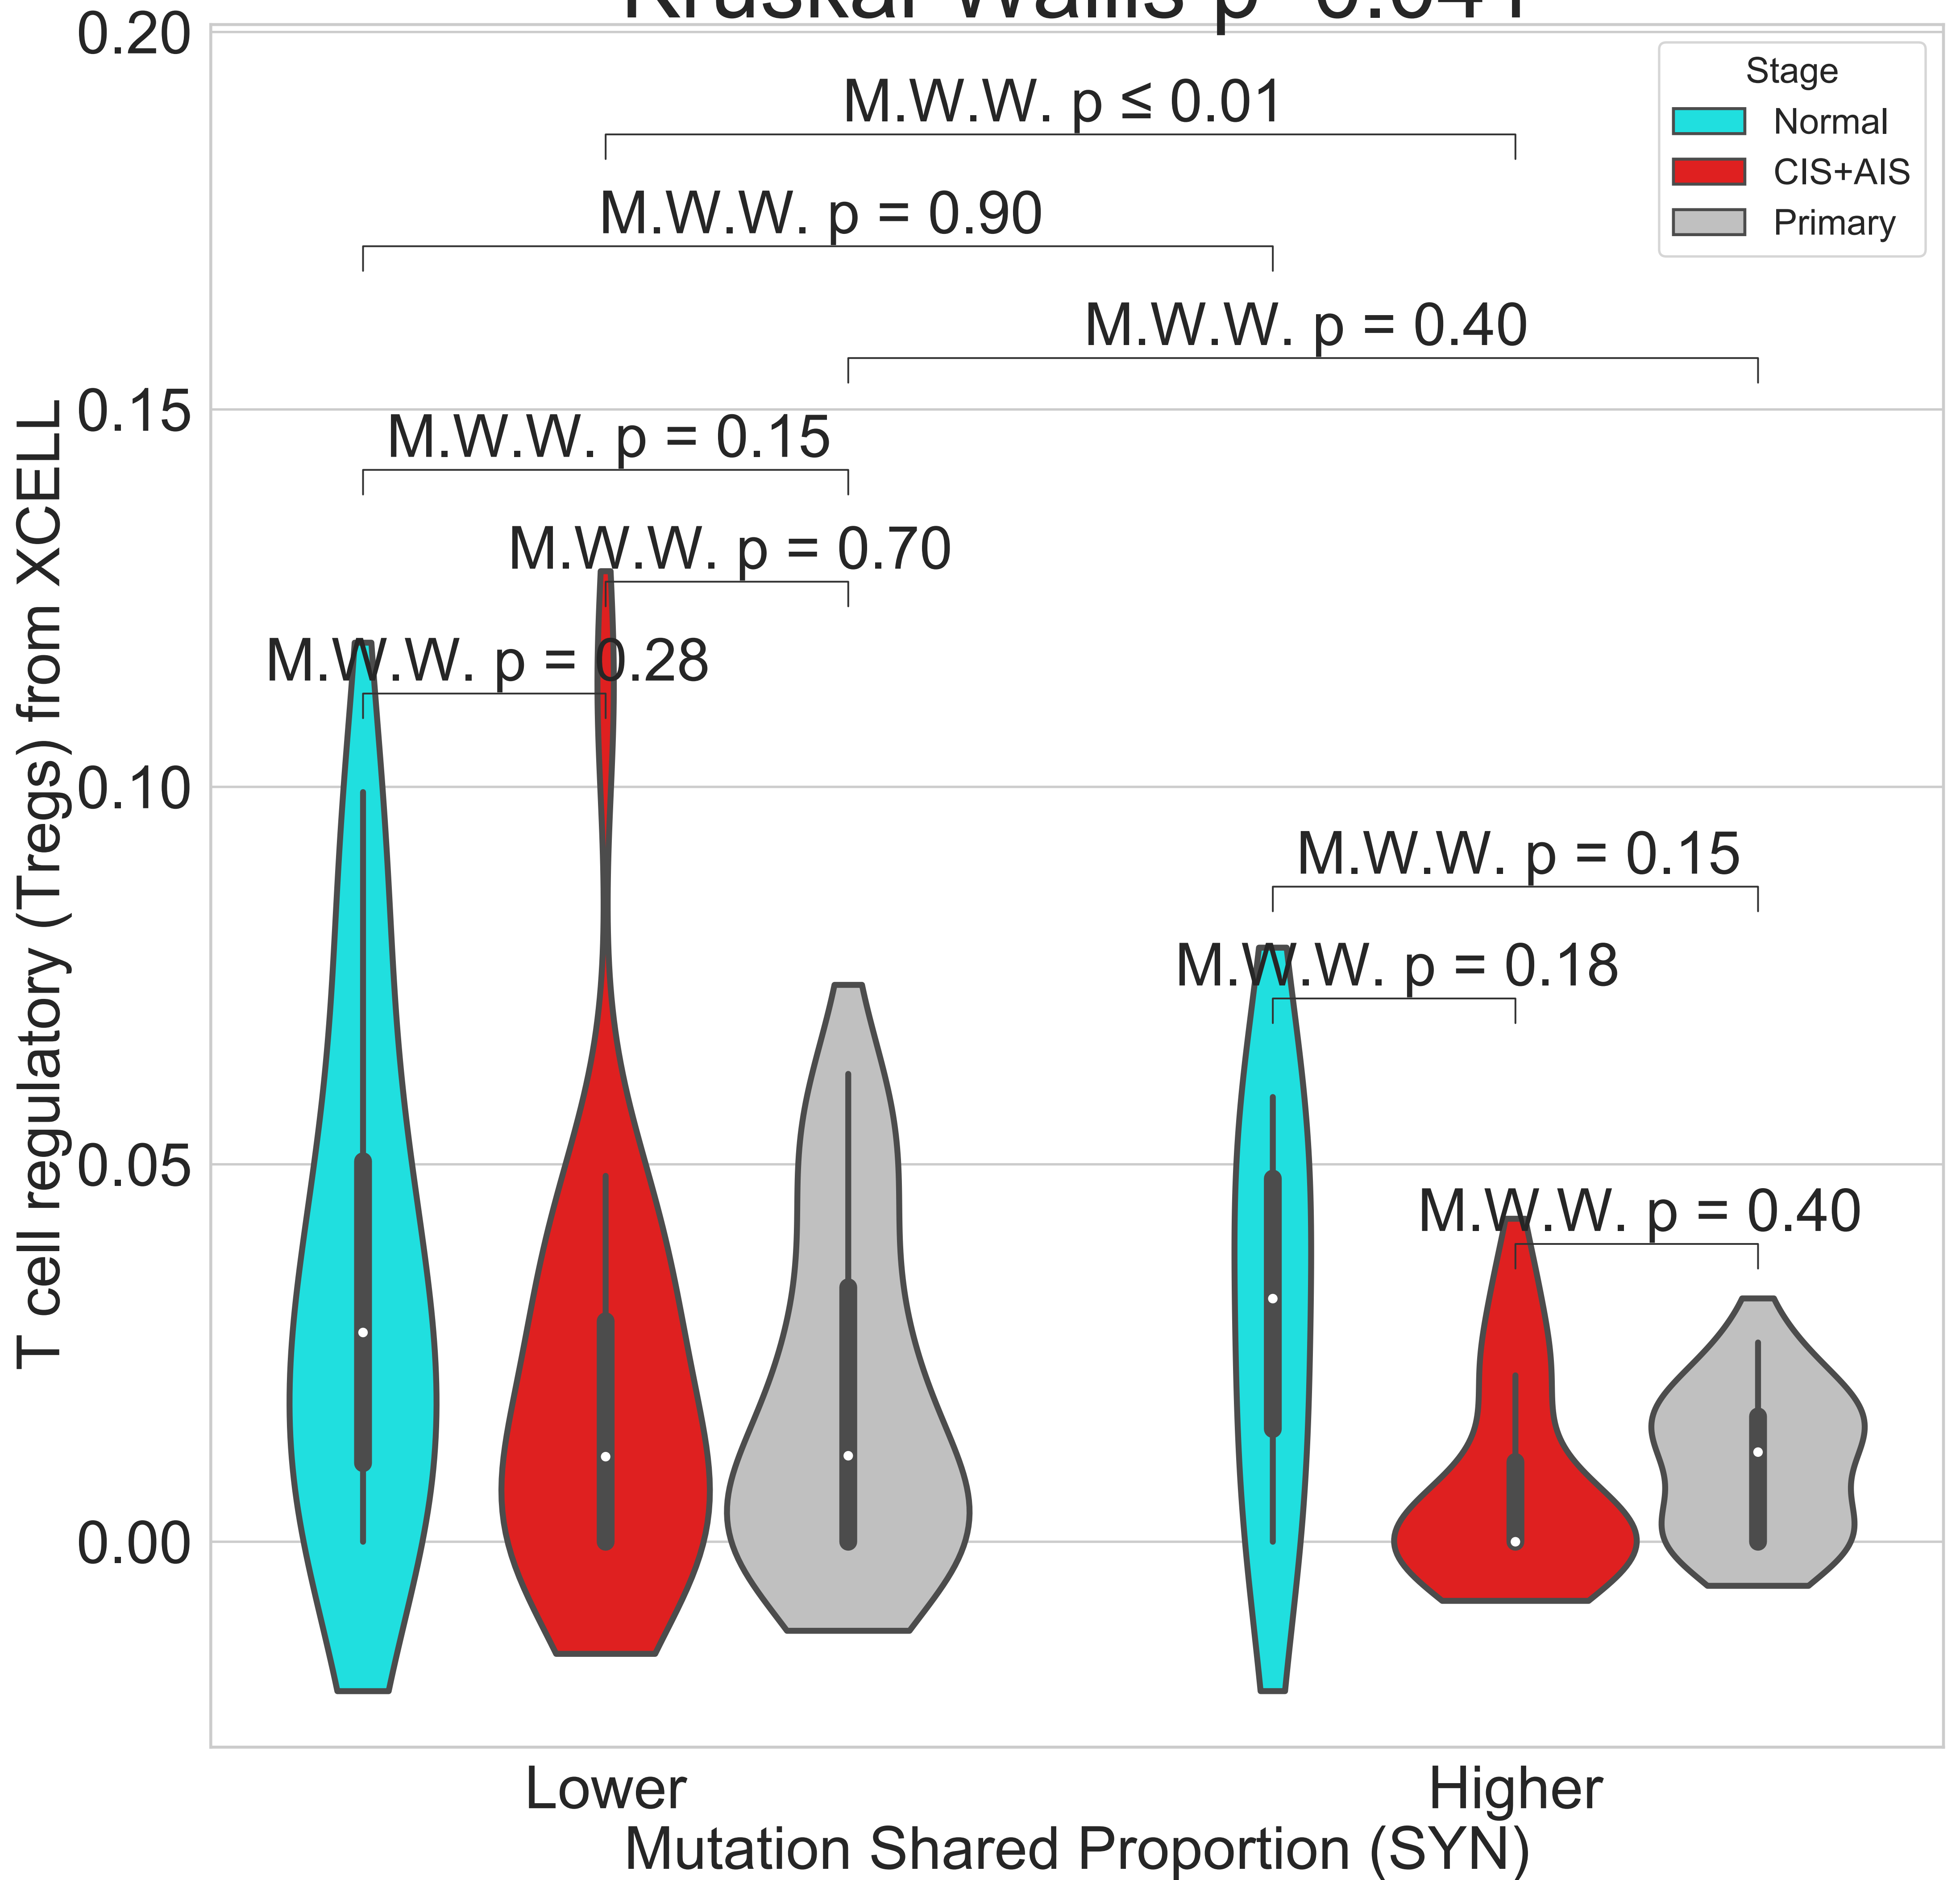 Kruskal Wallis p
0.20
M.W.W. p ≤ 0.01
Stage
Normal
CIS+AIS
Primary
M.W.W. p = 0.90
M.W.W. p = 0.40
0.15
M.W.W. p = 0.15
M.W.W. p = 0.70
M.W.W. p = 0.28
0.10
M.W.W. p = 0.15
M.W.W. p = 0.18
0.05
M.W.W. p = 0.40
0.00
T cell regulatory (Tregs) from XCELL
Lower
Higher
Mutation Shared Proportion (SYN)